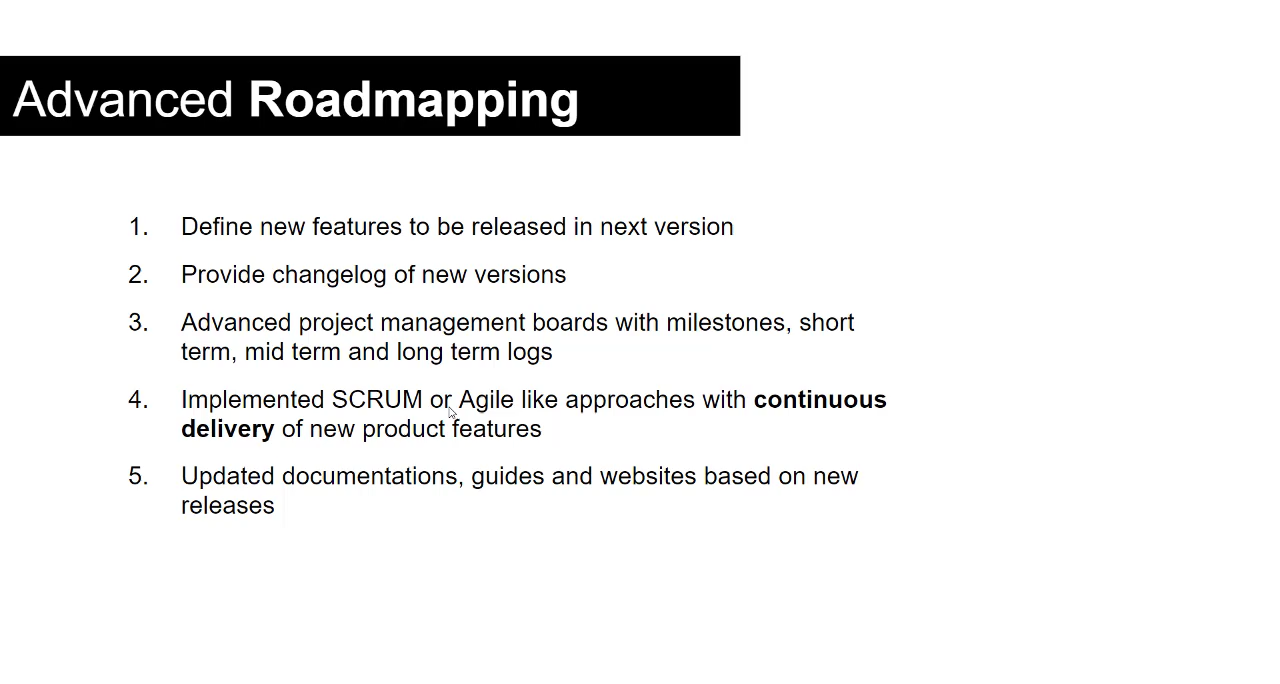 Advanced Roadmapping
1. Define new features to be released in next version
2. Provide changelog of new versions
3. Advanced project management boards with milestones, short
term, mid term and long term logs
4. Implemented SCRUM or Agile like approaches with continuous
delivery of new product features
5. Updated documentations, guides and websites based on new
releases